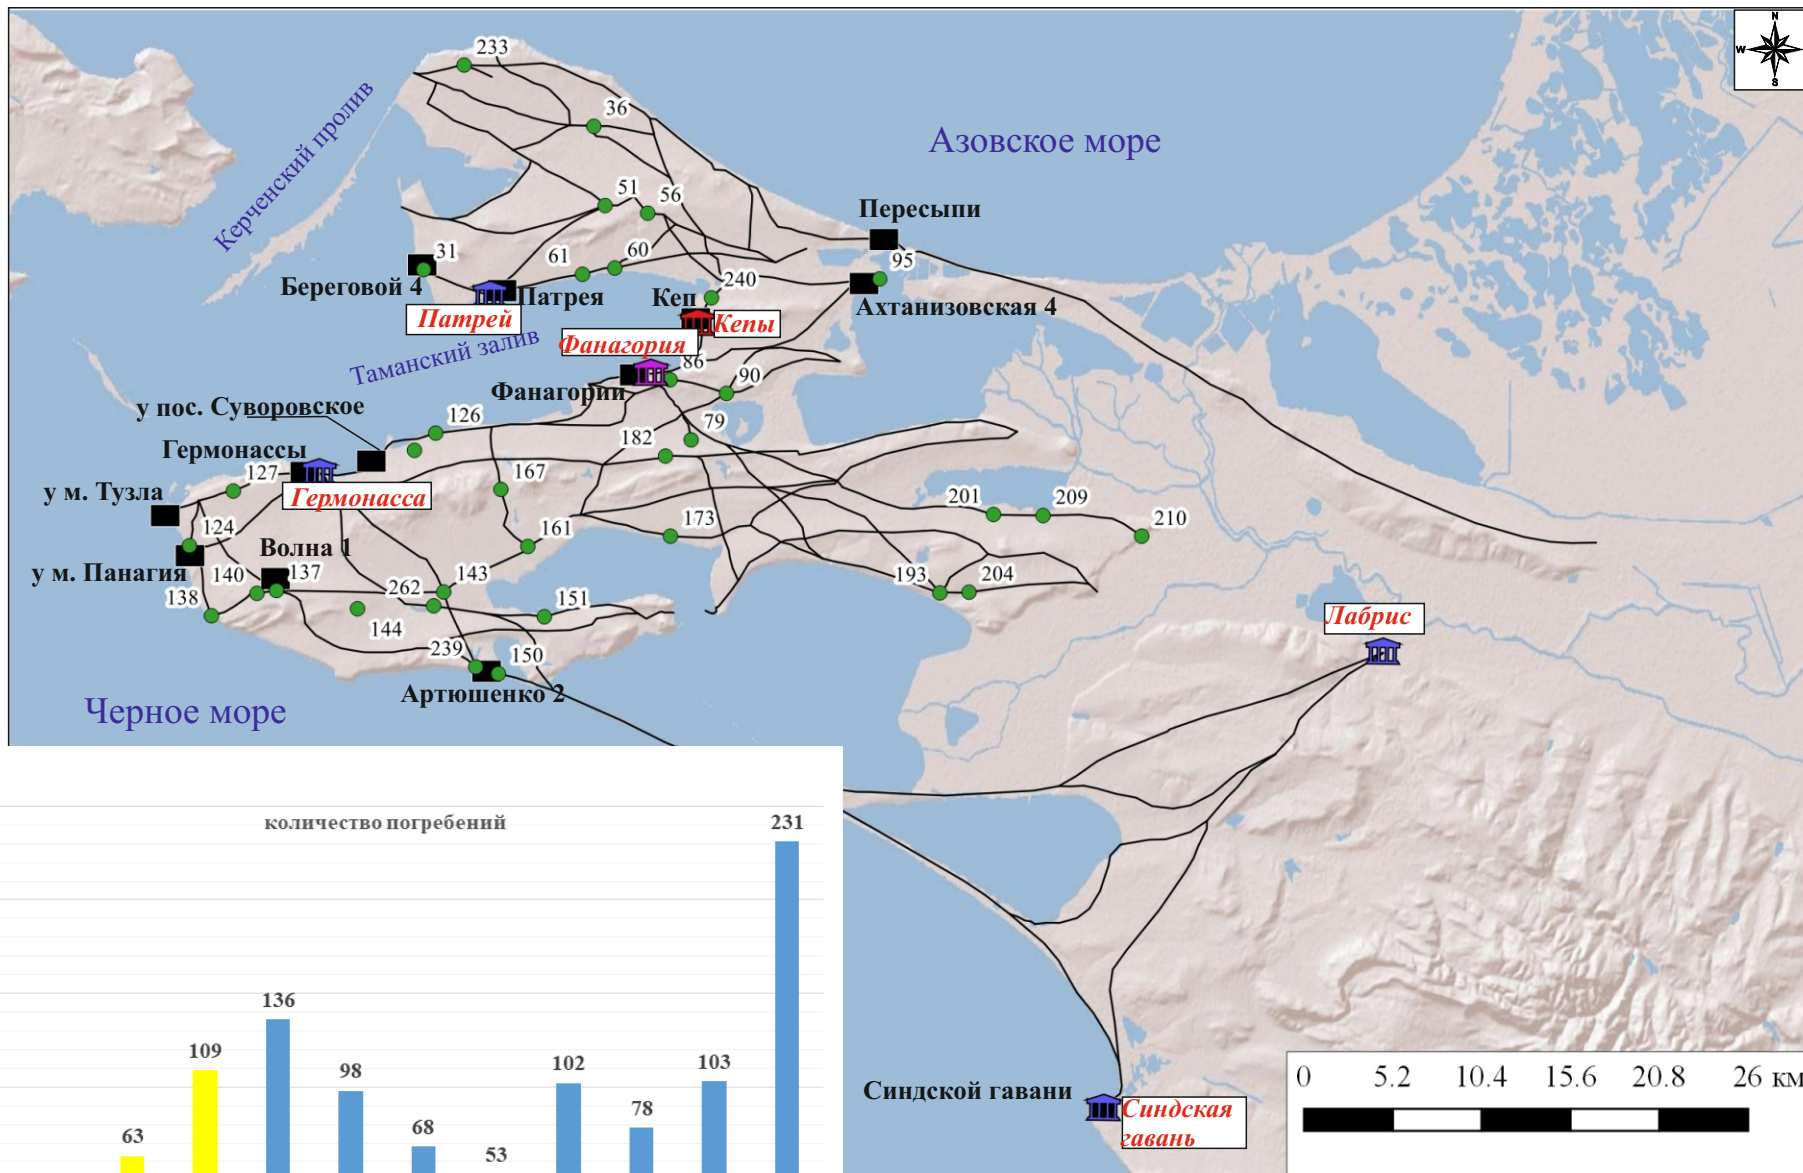 N
W
S
233
36
Керченский пролив
Азовское море
51
56
Пересыпи
31
61
60
95
240
Береговой 4
Патрея
Кеп
Ахтанизовская 4
Патрей
Кепы
Фанагория
Таманский залив
86
90
Фанагории
у пос. Суворовское
126
79
182
Гермонассы
127
167
у м. Тузла
Гермонасса
201
209
210
124
161
173
Волна 1
у м. Панагия
140
137
262
143
193
204
138
151
144
Лабрис
239
150
Артюшенко 2
Черное море
количество погребений
231
136
109
98
102
103
63
68
53
78
Синдской гавани
Синдская
гавань
0 5.2 10.4 15.6 20.8 26 км